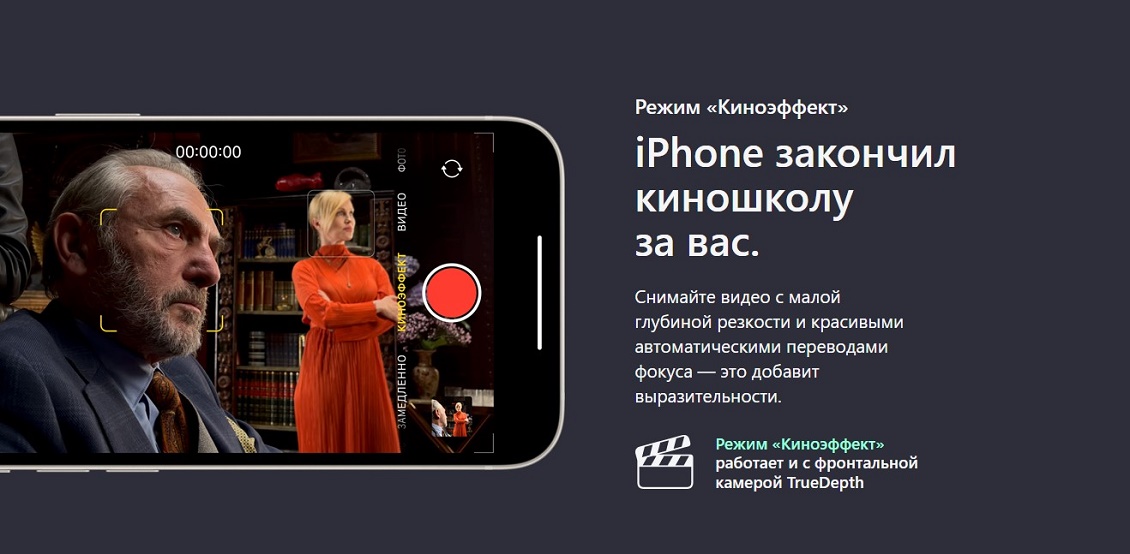 00:00:00
ФОТО
ВИДЕО
КИНОЭФФЕКТ
ЗАМЕДЛЕННО
Режим «Киноэффект»
iPhone закончил
киношколу
за вас.
Снимайте видео с малой
глубиной резкости и красивыми
автоматическими переводами
фокуса — это добавит
выразительности.
Режим «Киноэффект»
работает и с фронтальной
камерой TrueDepth